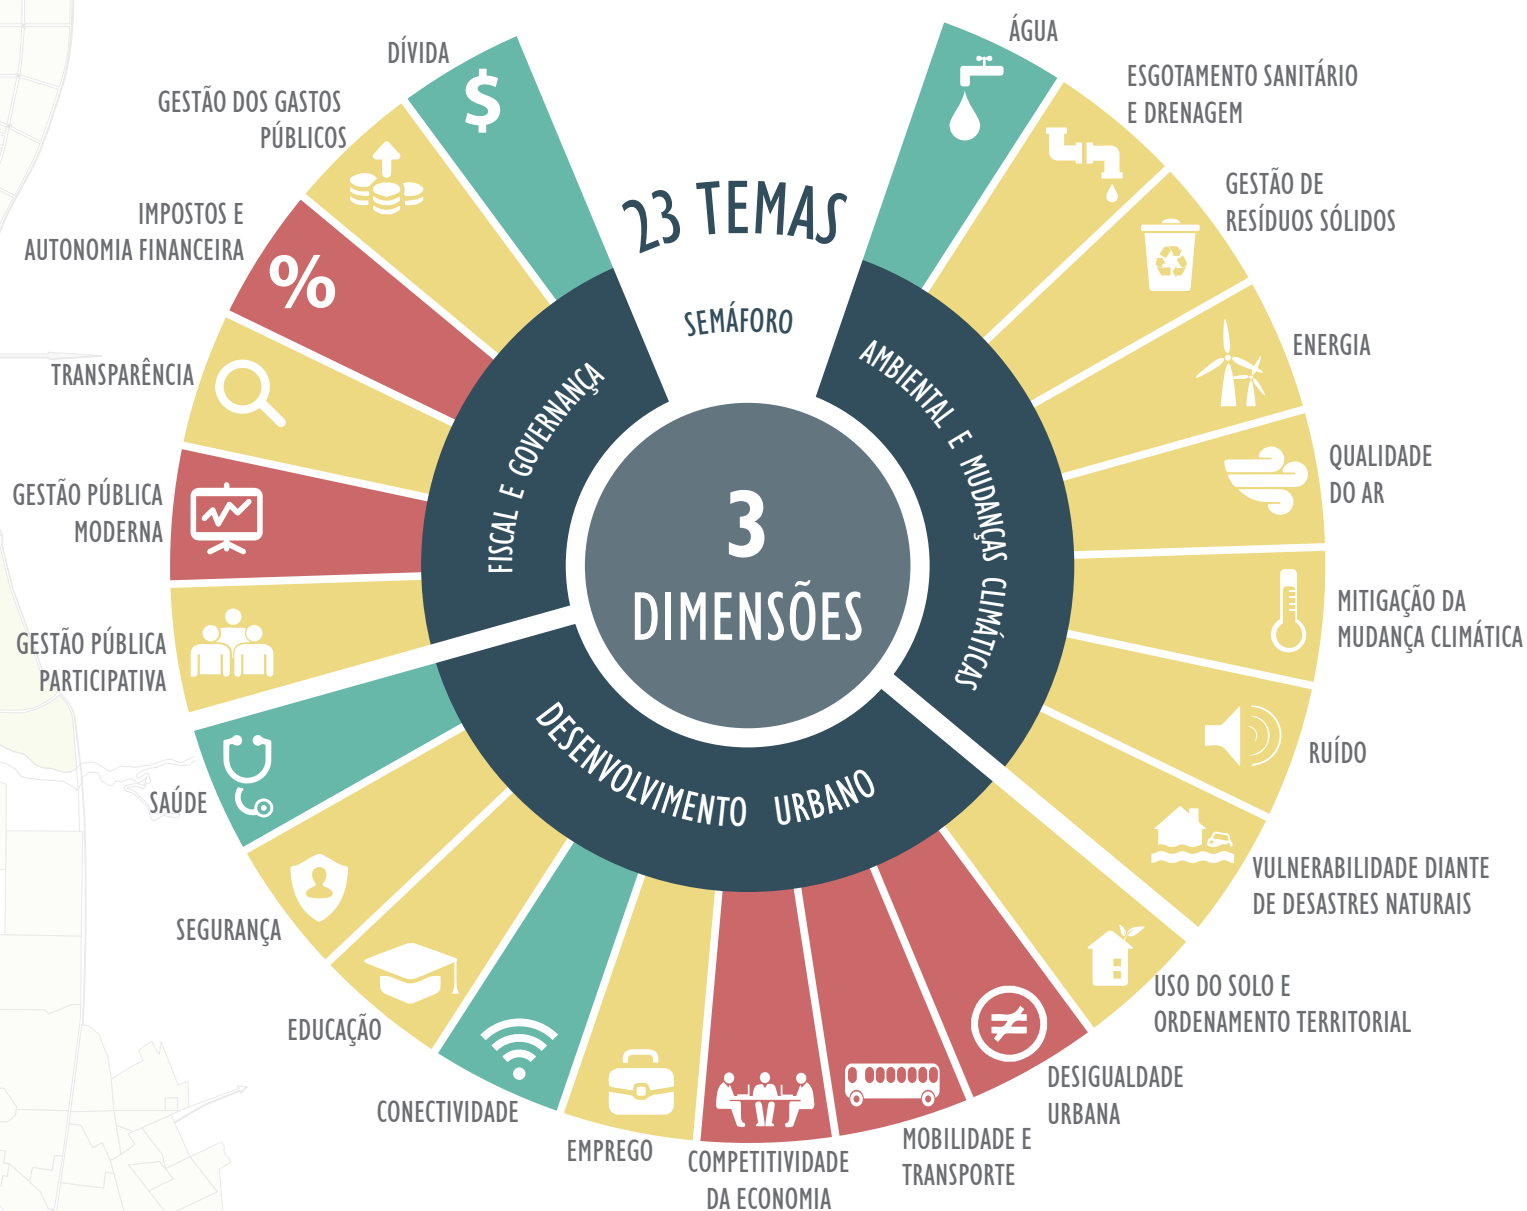 23 TEMAS
SEMÁFORO
3
DIMENSÕES
AMBIENTAL E MUDANÇAS CLIMÁTICAS
DESENVOLVIMENTO URBANO
FISCAL E GOVERNANÇA
ÁGUA
ESGOTAMENTO SANITÁRIO
E DRENAGEM
GESTÃO DE
RESÍDUOS SÓLIDOS
ENERGIA
QUALIDADE
DO AR
MITIGAÇÃO DA
MUDANÇA CLIMÁTICA
RUÍDO
VULNERABILIDADE DIANTE
DE DESASTRES NATURAIS
USO DO SOLO E
ORDENAMENTO TERRITORIAL
DESIGUALDADE
URBANA
MOBILIDADE E
TRANSPORTE
COMPETITIVIDADE
DA ECONOMIA
EMPREGO
CONECTIVIDADE
EDUCAÇÃO
SEGURANÇA
SAÚDE
GESTÃO PÚBLICA
PARTICIPATIVA
GESTÃO PÚBLICA
MODERNA
TRANSPARÊNCIA
IMPOSTOS E
AUTONOMIA FINANCEIRA
%
GESTÃO DOS GASTOS
PÚBLICOS
DÍVIDA
$
≠